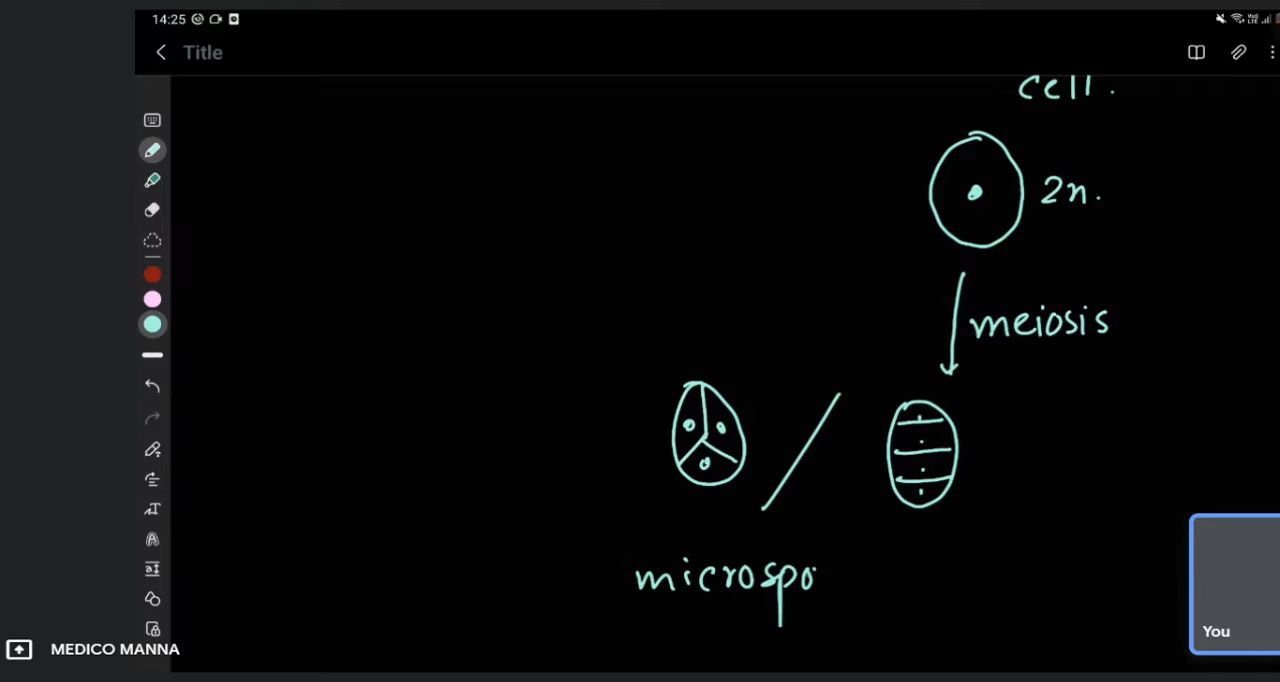 14:25
Title
cell.
2n.
meiosis
microspo
You
MEDICO MANNA